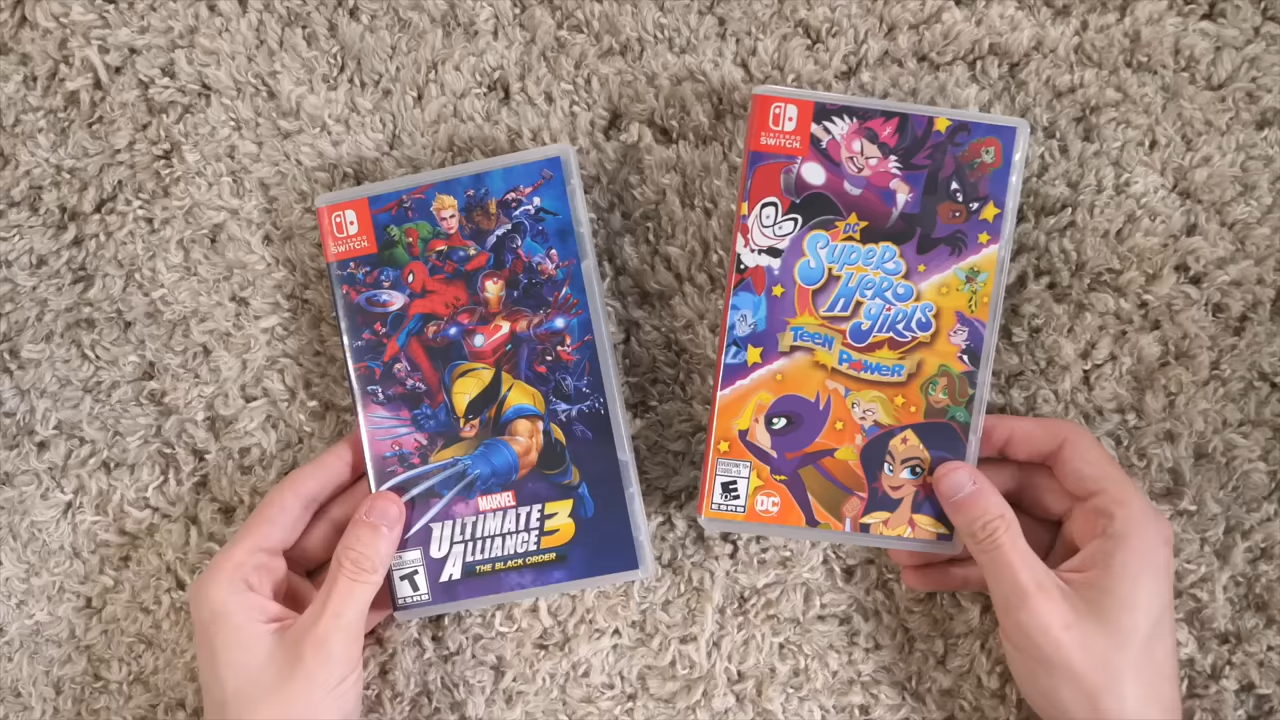 NINTENDO
SWITCH
MARVEL
ULTIMATE
ALLIANCE 3
THE BLACK ORDER
TEEN
T
ESRB
NINTENDO
SWITCH
DC
SUPER
HERO
GIRLS
TEEN
POWER
EVERYONE 10+
E
10+
ESRB
DC